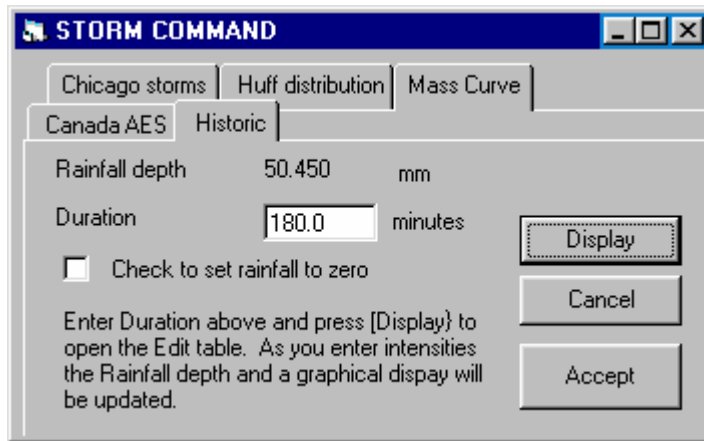 STORM COMMAND
Chicago storms Huff distribution Mass Curve
Canada AES Historic
Rainfall depth 50.450 mm
Duration 180.0 minutes
Display
Check to set rainfall to zero
Cancel
Enter Duration above and press [Display} to
open the Edit table. As you enter intensities
the Rainfall depth and a graphical dispay will
be updated.
Accept